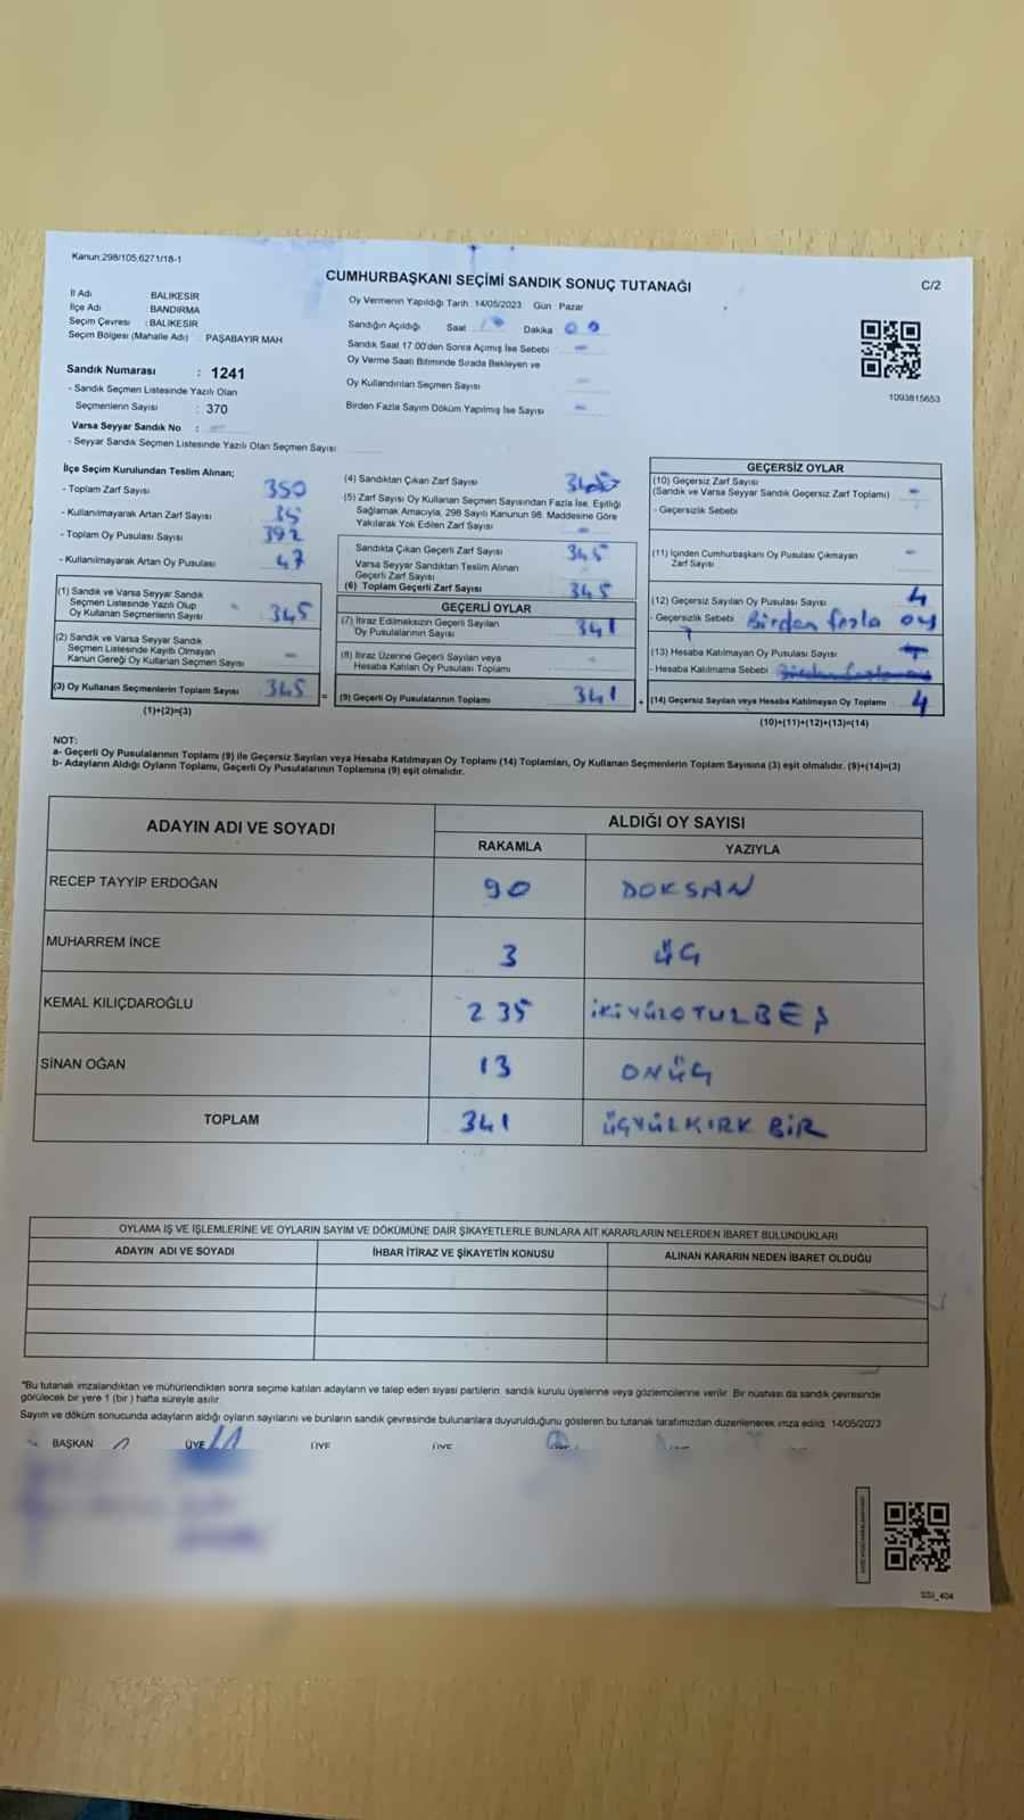 Kanun:298/105,6271/18-1
CUMHURBAŞKANI SEÇİMİ SANDIK SONUÇ TUTANAĞI
C/2
İl Adı BALIKESİR
İlçe Adı BANDIRMA
Seçim Çevresi : BALIKESİR
Seçim Bölgesi (Mahalle Adı) : PAŞABAYIR MAH
Oy Vermenin Yapıldığı Tarih: 14/05/2023 Gün : Pazar
Sandığın Açıldığı Saat Dakika 00
Sandık Saat 17.00'den Sonra Açılmış İse Sebebi
Oy Verme Saati Bitiminde Sırada Bekleyen ve
Oy Kullandırılan Seçmen Sayısı
Birden Fazla Sayım Döküm Yapılmış İse Sayısı
1093815653
Sandık Numarası : 1241
- Sandık Seçmen Listesinde Yazılı Olan
Seçmenlerin Sayısı : 370
Varsa Seyyar Sandık No :
- Seyyar Sandık Seçmen Listesinde Yazılı Olan Seçmen Sayısı
İlçe Seçim Kurulundan Teslim Alınan;
- Toplam Zarf Sayısı 350
- Kullanılmayarak Artan Zarf Sayısı
- Toplam Oy Pusulası Sayısı 392
- Kullanılmayarak Artan Oy Pusulası 47
(1) Sandık ve Varsa Seyyar Sandık
Seçmen Listesinde Yazılı Olup
Oy Kullanan Seçmenlerin Sayısı 345
(2) Sandık ve Varsa Seyyar Sandık
Seçmen Listesinde Kayıtlı Olmayan
Kanun Gereği Oy Kullanan Seçmen Sayısı -
(3) Oy Kullanan Seçmenlerin Toplam Sayısı 345 =
(1)+(2)=(3)
(4) Sandıktan Çıkan Zarf Sayısı
(5) Zarf Sayısı Oy Kullanan Seçmen Sayısından Fazla İse, Eşitliği
Sağlamak Amacıyla, 298 Sayılı Kanunun 98. Maddesine Göre
Yakılarak Yok Edilen Zarf Sayısı -
Sandıkta Çıkan Geçerli Zarf Sayısı 345
Varsa Seyyar Sandıktan Teslim Alınan
Geçerli Zarf Sayısı
(6) Toplam Geçerli Zarf Sayısı 345
GEÇERLİ OYLAR
(7) İtiraz Edilmeksizin Geçerli Sayılan
Oy Pusulalarının Sayısı 341
(8) İtiraz Üzerine Geçerli Sayılan veya
Hesaba Katılan Oy Pusulası Toplamı -
(9) Geçerli Oy Pusulalarının Toplamı 341 +
GEÇERSİZ OYLAR
(10) Geçersiz Zarf Sayısı -
(Sandık ve Varsa Seyyar Sandık Geçersiz Zarf Toplamı)
- Geçersizlik Sebebi
(11) İçinden Cumhurbaşkanı Oy Pusulası Çıkmayan
Zarf Sayısı -
(12) Geçersiz Sayılan Oy Pusulası Sayısı 4
- Geçersizlik Sebebi Birden fazla oy
(13) Hesaba Katılmayan Oy Pusulası Sayısı
- Hesaba Katılmama Sebebi
(14) Geçersiz Sayılan veya Hesaba Katılmayan Oy Toplamı 4
(10)+(11)+(12)+(13)=(14)
NOT:
a- Geçerli Oy Pusulalarının Toplamı (9) ile Geçersiz Sayılan veya Hesaba Katılmayan Oy Toplamı (14) Toplamları, Oy Kullanan Seçmenlerin Toplam Sayısına (3) eşit olmalıdır. (9)+(14)=(3)
b- Adayların Aldığı Oyların Toplamı, Geçerli Oy Pusulalarının Toplamına (9) eşit olmalıdır.
ADAYIN ADI VE SOYADI ALDIĞI OY SAYISI
RAKAMLA YAZIYLA
RECEP TAYYİP ERDOĞAN 90 DOKSAN
MUHARREM İNCE 3 ÜÇ
KEMAL KILIÇDAROĞLU 235 İKİYÜZOTUZBEŞ
SİNAN OĞAN 13 ONÜÇ
TOPLAM 341 ÜÇYÜZKIRK BİR
OYLAMA İŞ VE İŞLEMLERİNE VE OYLARIN SAYIM VE DÖKÜMÜNE DAİR ŞİKAYETLERLE BUNLARA AİT KARARLARIN NELERDEN İBARET BULUNDUKLARI
ADAYIN ADI VE SOYADI İHBAR İTİRAZ VE ŞİKAYETİN KONUSU ALINAN KARARIN NEDEN İBARET OLDUĞU
"Bu tutanak imzalandıktan ve mühürlendikten sonra seçime katılan adayların ve talep eden siyasi partilerin sandık kurulu üyelerine veya gözlemcilerine verilir. Bir nüshası da sandık çevresinde
görülecek bir yere 1 (bir) hafta süreyle asılır.
Sayım ve döküm sonucunda adayların aldığı oyların sayılarını ve bunların sandık çevresinde bulunanlara duyurulduğunu gösteren bu tutanak tarafımızdan düzenlenerek imza edildi. 14/05/2023
BAŞKAN ÜYE ÜYE ÜYE
SSI_404